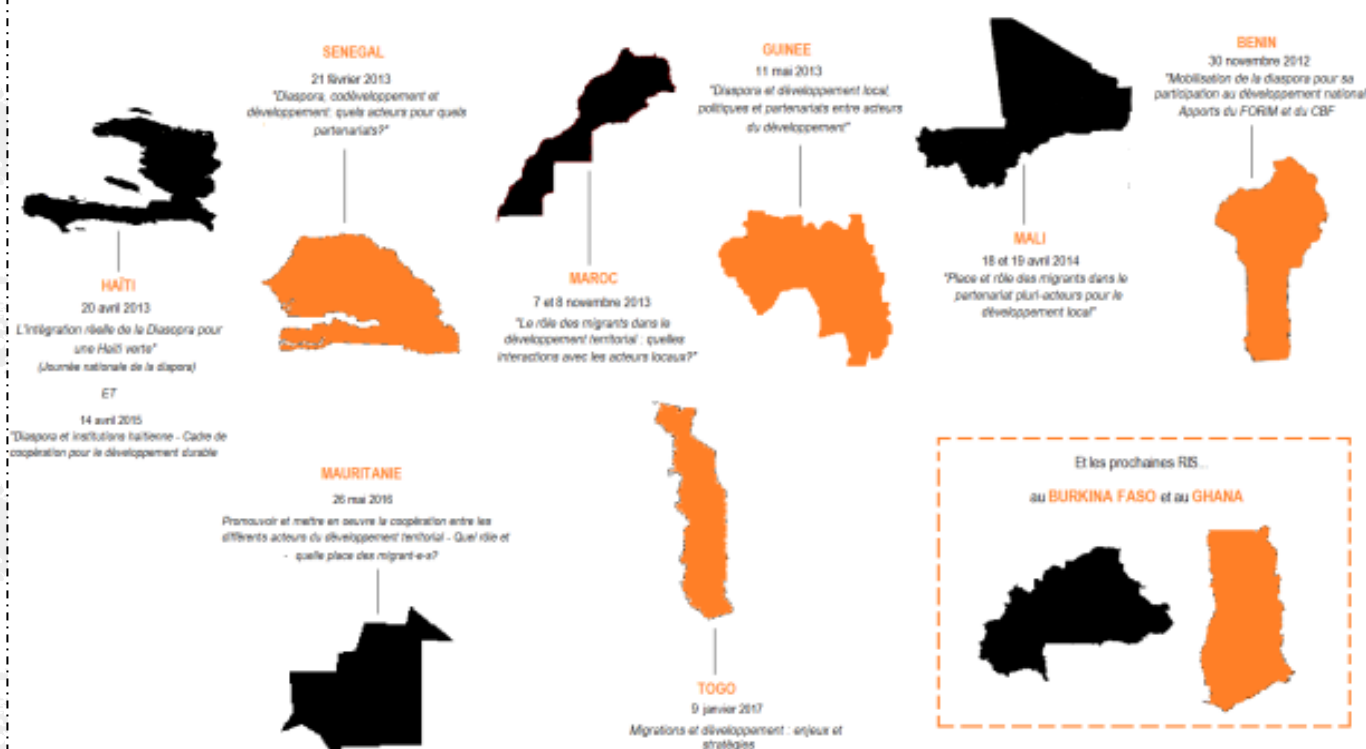 SENEGAL
21 février 2013
"Diaspora, codéveloppement et
développement: quels acteurs pour quels
partenariats?"
GUINEE
11 mai 2013
"Diaspora et développement local,
politiques et partenariats entre acteurs
du développement"
BENIN
30 novembre 2012
"Mobilisation de la diaspora pour sa
participation au développement national
Apports du FORIM et du CBF
HAÏTI
20 avril 2013
L'intégration réelle de la Diasopra pour
une Haïti verte"
(Journée nationale de la diapora)
ET
14 avril 2015
"Diaspora et institutions haïtienne - Cadre de
coopération pour le développement durable
MAROC
7 et 8 novembre 2013
"Le rôle des migrants dans le
développement territorial : quelles
interactions avec les acteurs locaux?"
MALI
18 et 19 avril 2014
"Place et rôle des migrants dans le
partenariat pluri-acteurs pour le
développement local"
MAURITANIE
26 mai 2016
Promouvoir et mettre en oeuvre la coopération entre les
différents acteurs du développement territorial - Quel rôle et
- quelle place des migrant-e-s?
TOGO
9 janvier 2017
Migrations et développement : enjeux et
stratégies
Et les prochaines RIS...
au BURKINA FASO et au GHANA